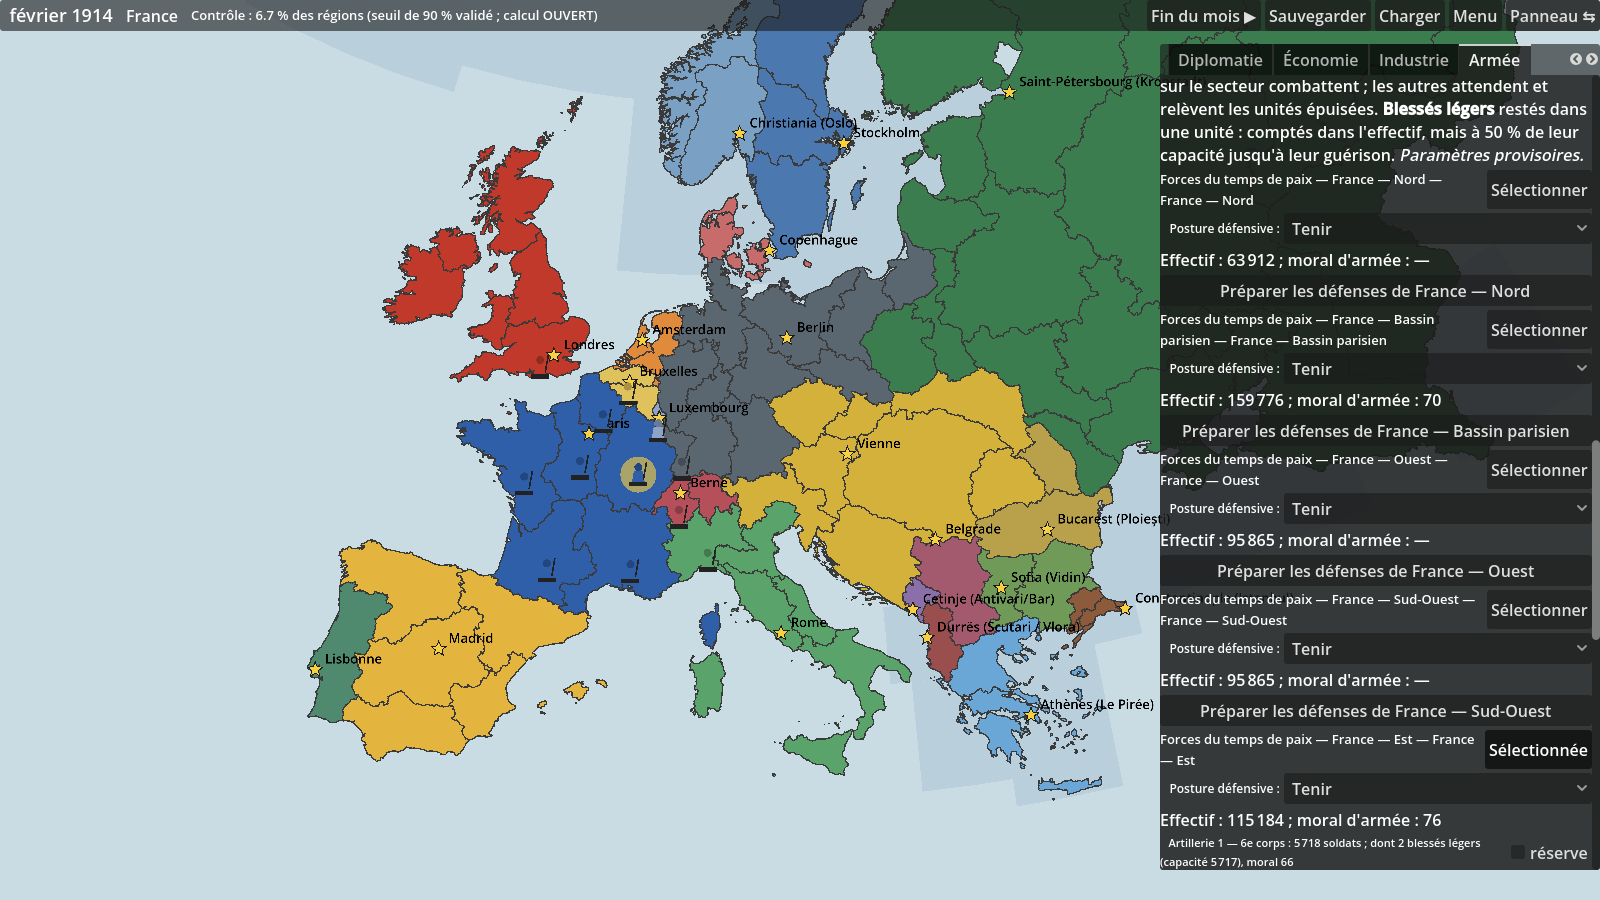 février 1914 France Contrôle : 6.7 % des régions (seuil de 90 % validé ; calcul OUVERT)
Fin du mois ▶ Sauvegarder Charger Menu Panneau ⇆
Diplomatie Économie Industrie Armée
sur le secteur combattent ; les autres attendent et
relèvent les unités épuisées. Blessés légers restés dans
une unité : comptés dans l'effectif, mais à 50 % de leur
capacité jusqu'à leur guérison. Paramètres provisoires.
Forces du temps de paix — France — Nord —
France — Nord
Sélectionner
Posture défensive : Tenir
Effectif : 63 912 ; moral d'armée : —
Préparer les défenses de France — Nord
Forces du temps de paix — France — Bassin
parisien — France — Bassin parisien
Sélectionner
Posture défensive : Tenir
Effectif : 159 776 ; moral d'armée : 70
Préparer les défenses de France — Bassin parisien
Forces du temps de paix — France — Ouest —
France — Ouest
Sélectionner
Posture défensive : Tenir
Effectif : 95 865 ; moral d'armée : —
Préparer les défenses de France — Ouest
Forces du temps de paix — France — Sud-Ouest —
France — Sud-Ouest
Sélectionner
Posture défensive : Tenir
Effectif : 95 865 ; moral d'armée : —
Préparer les défenses de France — Sud-Ouest
Forces du temps de paix — France — Est — France
— Est
Sélectionnée
Posture défensive : Tenir
Effectif : 115 184 ; moral d'armée : 76
Artillerie 1 — 6e corps : 5 718 soldats ; dont 2 blessés légers
(capacité 5 717), moral 66
réserve
Saint-Pétersbourg
Christiania (Oslo)
Stockholm
Copenhague
Londres
Amsterdam
Berlin
Bruxelles
Luxembourg
aris
Vienne
Berne
Bucarest (Ploiești)
Belgrade
Sofia (Vidin)
Cetinje (Antivari/Bar)
Con
Durrës (Scutari / Vlora)
Rome
Madrid
Lisbonne
Athènes (Le Pirée)